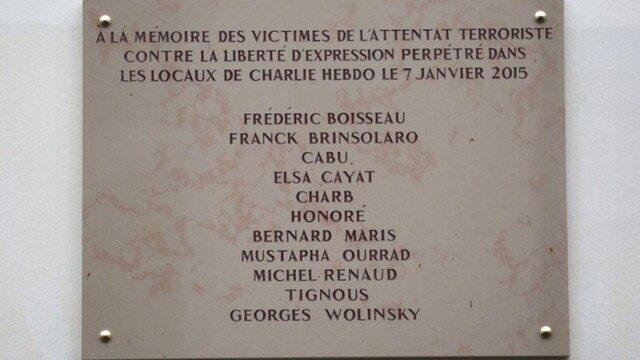 À LA MÉMOIRE DES VICTIMES DE L'ATTENTAT TERRORISTE
CONTRE LA LIBERTÉ D'EXPRESSION PERPÉTRÉ DANS
LES LOCAUX DE CHARLIE HEBDO LE 7 JANVIER 2015
FRÉDÉRIC BOISSEAU
FRANCK BRINSOLARO
CABU
ELSA CAYAT
CHARB
HONORÉ
BERNARD MARIS
MUSTAPHA OURRAD
MICHEL RENAUD
TIGNOUS
GEORGES WOLINSKY